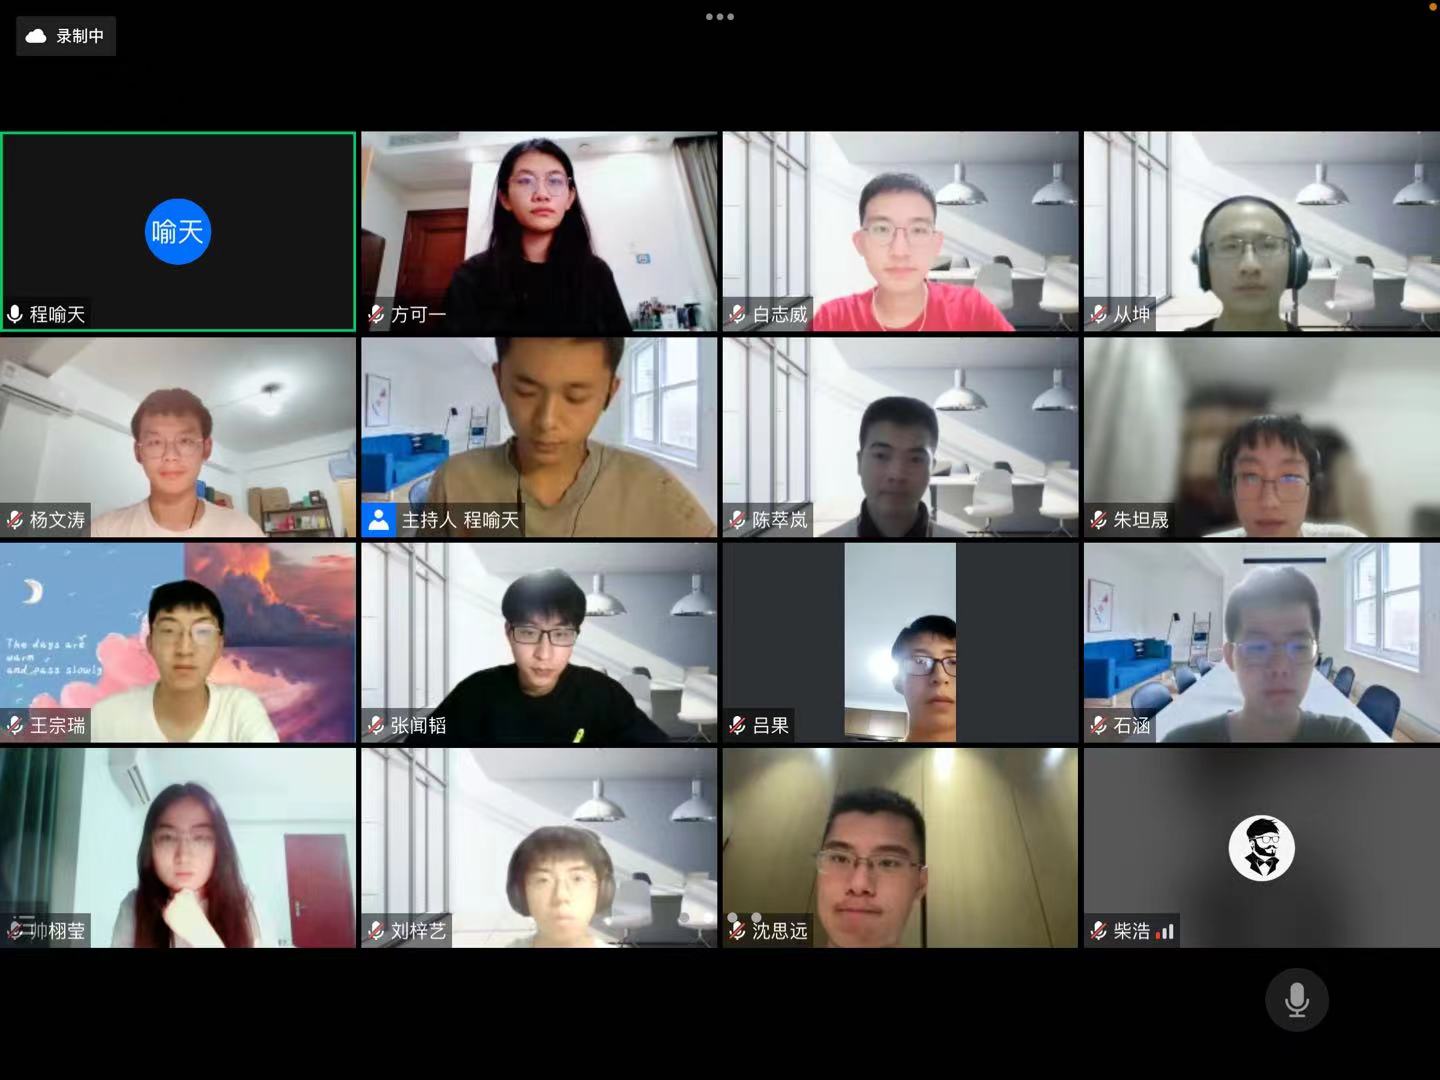 录制中
喻天
程喻天
方可一
白志威
从坤
杨文涛
主持人 程喻天
陈萃岚
朱坦晟
The days are
warm
and pass slowly
王宗瑞
张闻韬
吕果
石涵
帅栩莹
刘梓艺
沈思远
柴浩